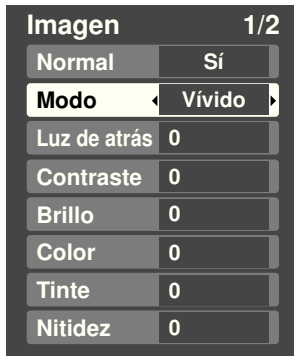 Imagen 1/2
Normal Sí
Modo Vívido
Luz de atrás 0
Contraste 0
Brillo 0
Color 0
Tinte 0
Nitidez 0